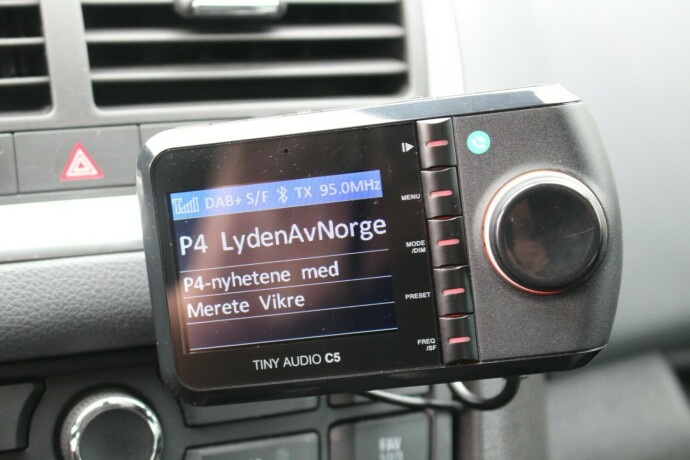 DAB+ S/F TX 95.0MHz
P4 LydenAvNorge
P4-nyhetene med
Merete Vikre
MENU
MODE
/DIM
PRESET
FREQ
/SF
TINY AUDIO C5
FAV